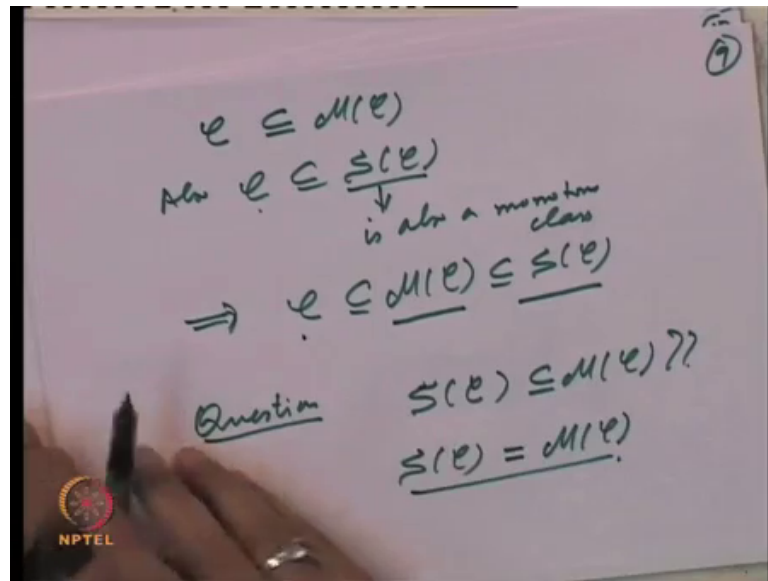 9
𝒞 ⊆ ℳ(𝒞)
Also 𝒞 ⊆ S(𝒞)
↓
is also a monotone
class
⟹ 𝒞 ⊆ ℳ(𝒞) ⊆ S(𝒞)
Question S(𝒞) ⊆ ℳ(𝒞) ??
S(𝒞) = ℳ(𝒞).
NPTEL